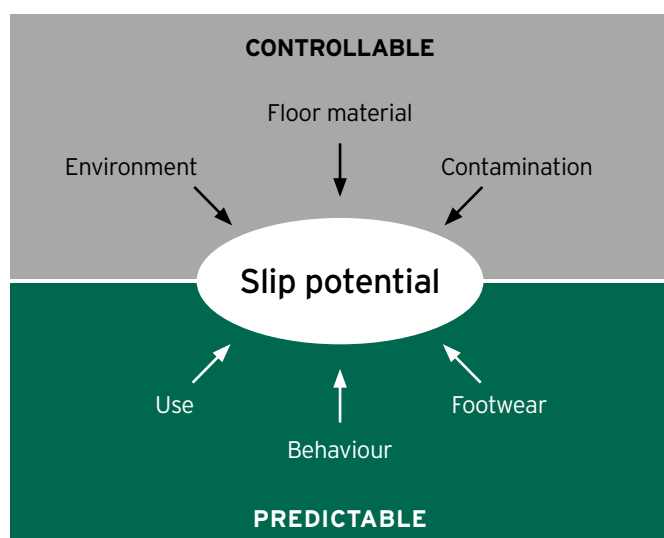 CONTROLLABLE
Floor material
Environment
Contamination
Slip potential
Use
Footwear
Behaviour
PREDICTABLE